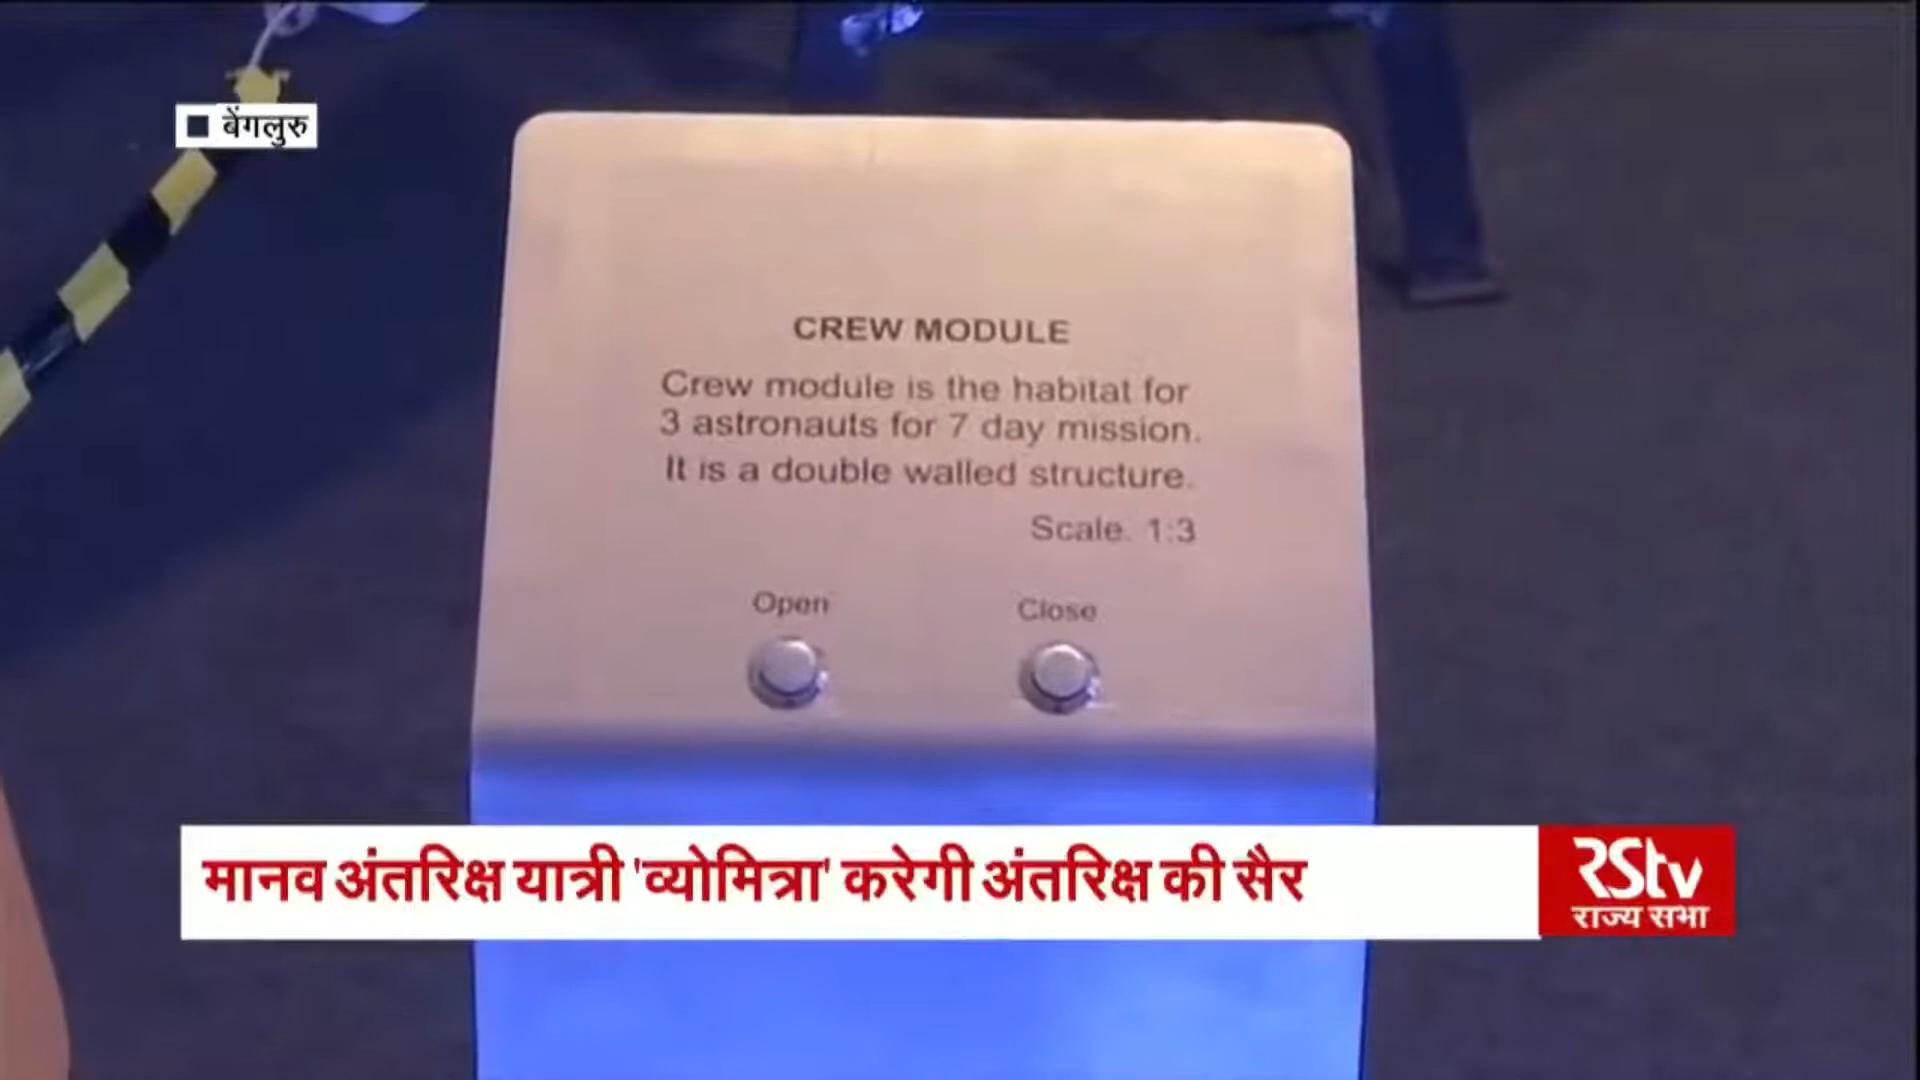 बेंगलुरु
CREW MODULE
Crew module is the habitat for
3 astronauts for 7 day mission.
It is a double walled structure.
Scale. 1:3
Open Close
मानव अंतरिक्ष यात्री 'व्योमित्रा' करेगी अंतरिक्ष की सैर
RStv
राज्य सभा